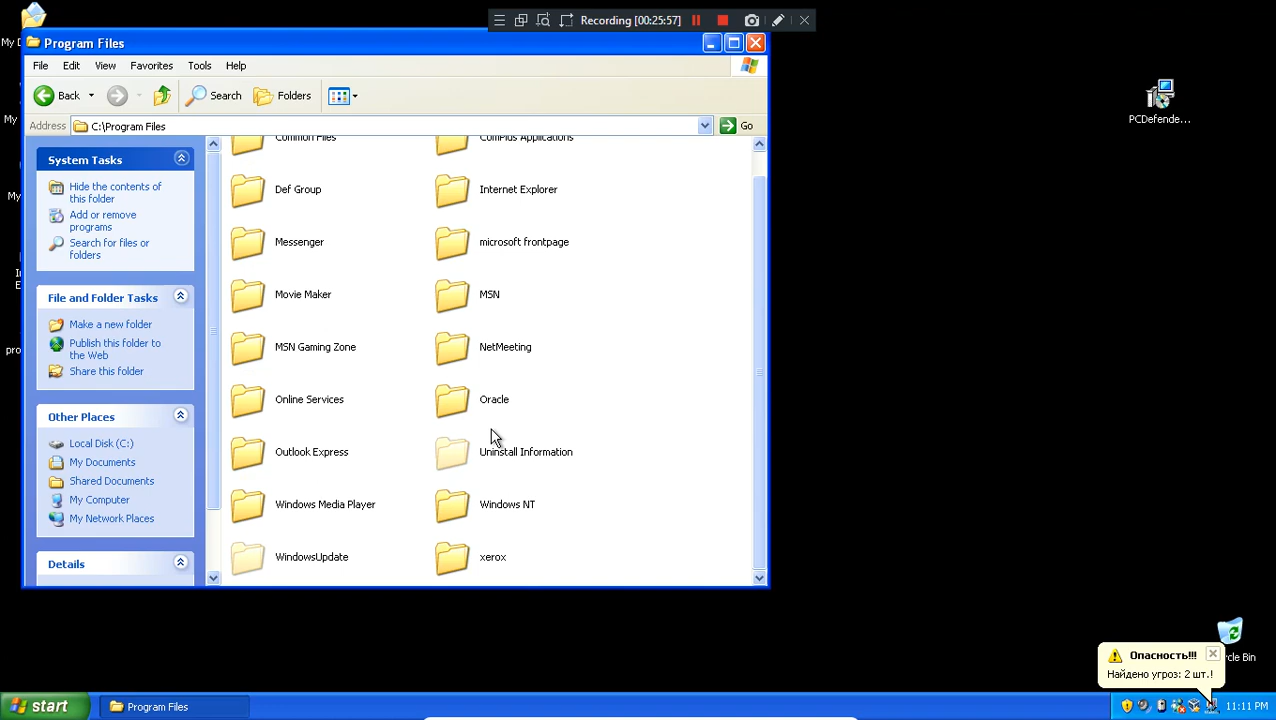 Recording [00:25:57]
Program Files
File Edit View Favorites Tools Help
Back Search Folders
Address C:\Program Files Go
System Tasks
Hide the contents of
this folder
Add or remove
programs
Search for files or
folders
File and Folder Tasks
Make a new folder
Publish this folder to
the Web
Share this folder
Other Places
Local Disk (C:)
My Documents
Shared Documents
My Computer
My Network Places
Details
Common Files ComPlus Applications
Def Group Internet Explorer
Messenger microsoft frontpage
Movie Maker MSN
MSN Gaming Zone NetMeeting
Online Services Oracle
Outlook Express Uninstall Information
Windows Media Player Windows NT
WindowsUpdate xerox
PCDefende...
Опасность!!!
Найдено угроз: 2 шт.!
Bin
start Program Files 11:11 PM